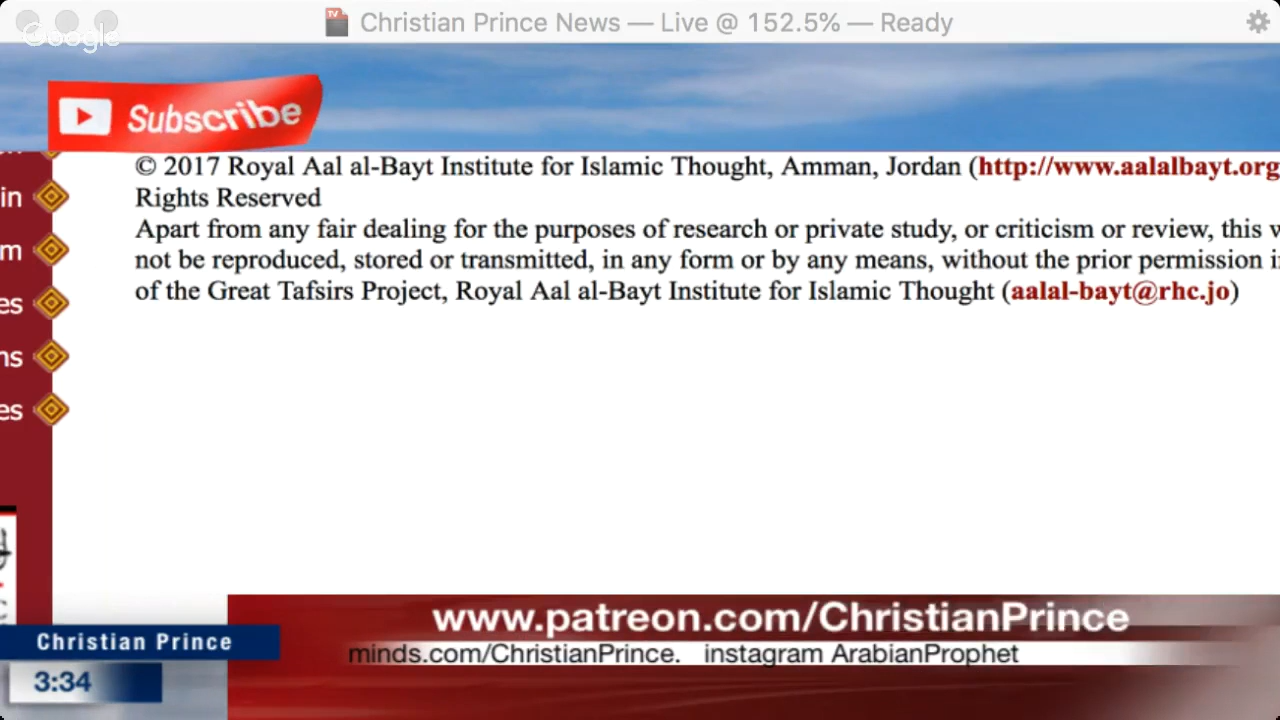 Christian Prince News — Live @ 152.5% — Ready
Google
Subscribe
© 2017 Royal Aal al-Bayt Institute for Islamic Thought, Amman, Jordan (http://www.aalalbayt.org
Rights Reserved
Apart from any fair dealing for the purposes of research or private study, or criticism or review, this
not be reproduced, stored or transmitted, in any form or by any means, without the prior permission
of the Great Tafsirs Project, Royal Aal al-Bayt Institute for Islamic Thought (aalal-bayt@rhc.jo)
www.patreon.com/ChristianPrince
Christian Prince
minds.com/ChristianPrince. instagram ArabianProphet
3:34